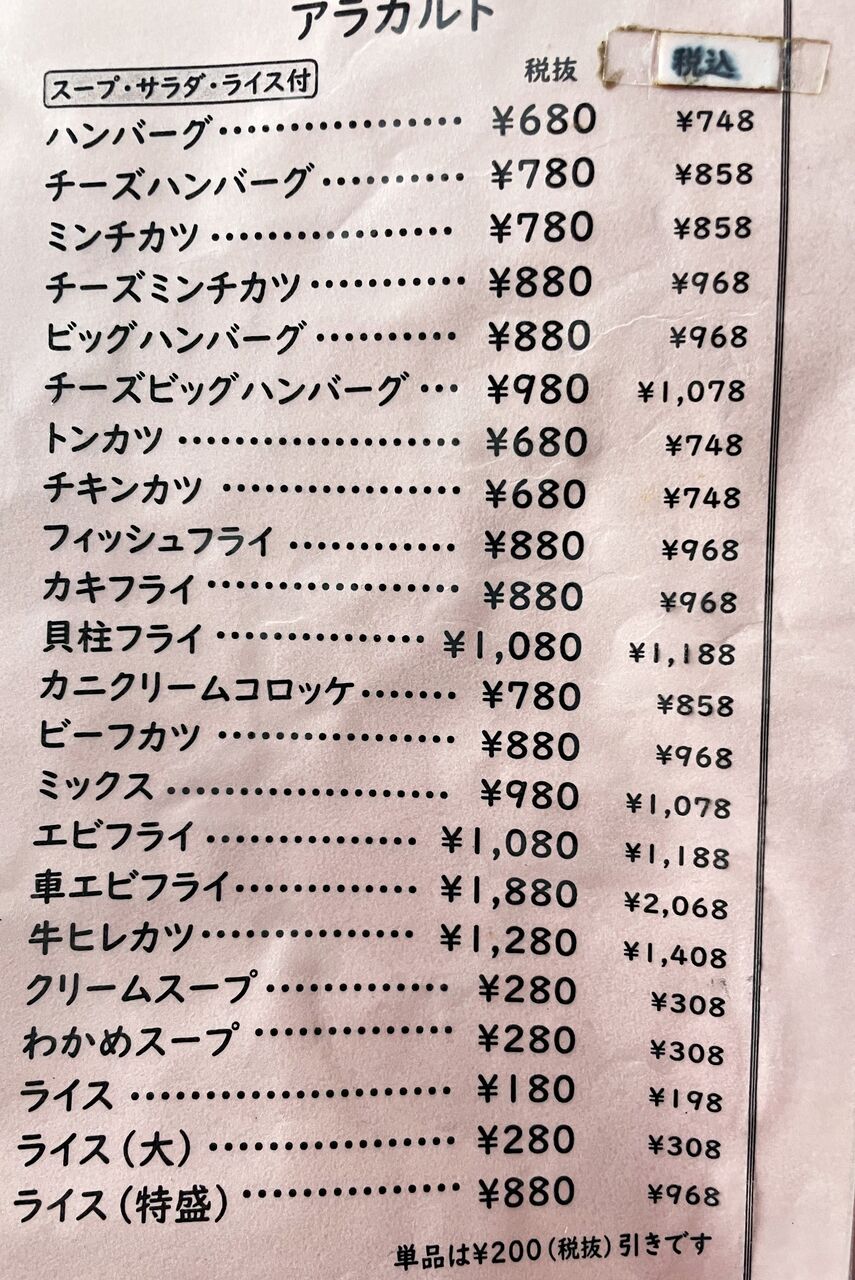 アラカルト
税抜 税込
スープ・サラダ・ライス付
ハンバーグ・・・・・・・・・・・・・・・・・ ¥680 ¥748
チーズハンバーグ・・・・・・・・・・ ¥780 ¥858
ミンチカツ・・・・・・・・・・・・・・・・・ ¥780 ¥858
チーズミンチカツ・・・・・・・・・・・ ¥880 ¥968
ビッグハンバーグ・・・・・・・・・・ ¥880 ¥968
チーズビッグハンバーグ・・・ ¥980 ¥1,078
トンカツ・・・・・・・・・・・・・・・・・・・・ ¥680 ¥748
チキンカツ・・・・・・・・・・・・・・・・・ ¥680 ¥748
フィッシュフライ・・・・・・・・・・・・ ¥880 ¥968
カキフライ・・・・・・・・・・・・・・・・・・ ¥880 ¥968
貝柱フライ・・・・・・・・・・・・・・・ ¥1,080 ¥1,188
カニクリームコロッケ・・・・・・・ ¥780 ¥858
ビーフカツ・・・・・・・・・・・・・・・・・ ¥880 ¥968
ミックス・・・・・・・・・・・・・・・・・・・・ ¥980 ¥1,078
エビフライ・・・・・・・・・・・・・・・ ¥1,080 ¥1,188
車エビフライ・・・・・・・・・・・・・ ¥1,880 ¥2,068
牛ヒレカツ・・・・・・・・・・・・・・・ ¥1,280 ¥1,408
クリームスープ・・・・・・・・・・・・・ ¥280 ¥308
わかめスープ・・・・・・・・・・・・・・ ¥280 ¥308
ライス・・・・・・・・・・・・・・・・・・・・・・ ¥180 ¥198
ライス(大)・・・・・・・・・・・・・・・・・ ¥280 ¥308
ライス(特盛)・・・・・・・・・・・・・・・ ¥880 ¥968
単品は¥200(税抜)引きです